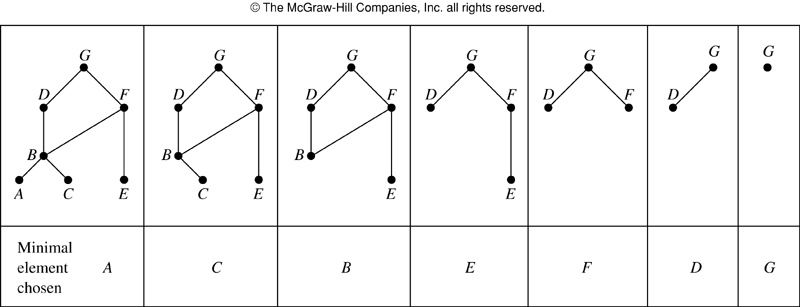 © The McGraw-Hill Companies, Inc. all rights reserved.
G G G G G G G
D F D F D F D F D F D
B B B
A C E C E E E
Minimal
element
chosen
A C B E F D G